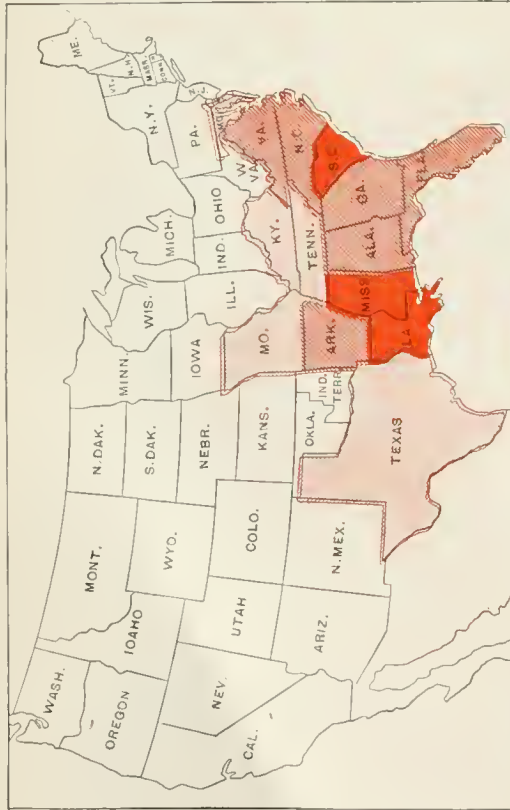 WASH.
OREGON
CAL.
NEV.
IDAHO
MONT.
WYO.
UTAH
ARIZ.
COLO.
N.MEX.
N.DAK.
S.DAK.
NEBR.
KANS.
OKLA.
IND.
TERR.
TEXAS
MINN.
IOWA
MO.
ARK.
LA.
WIS.
ILL.
MICH.
IND.
OHIO
KY.
TENN.
MISS
ALA.
GA.
FLA.
S.C.
N.C.
VA.
W.
VA.
PA.
N.Y.
N.J.
VT.
N.H.
MASS.
CONN.
ME.